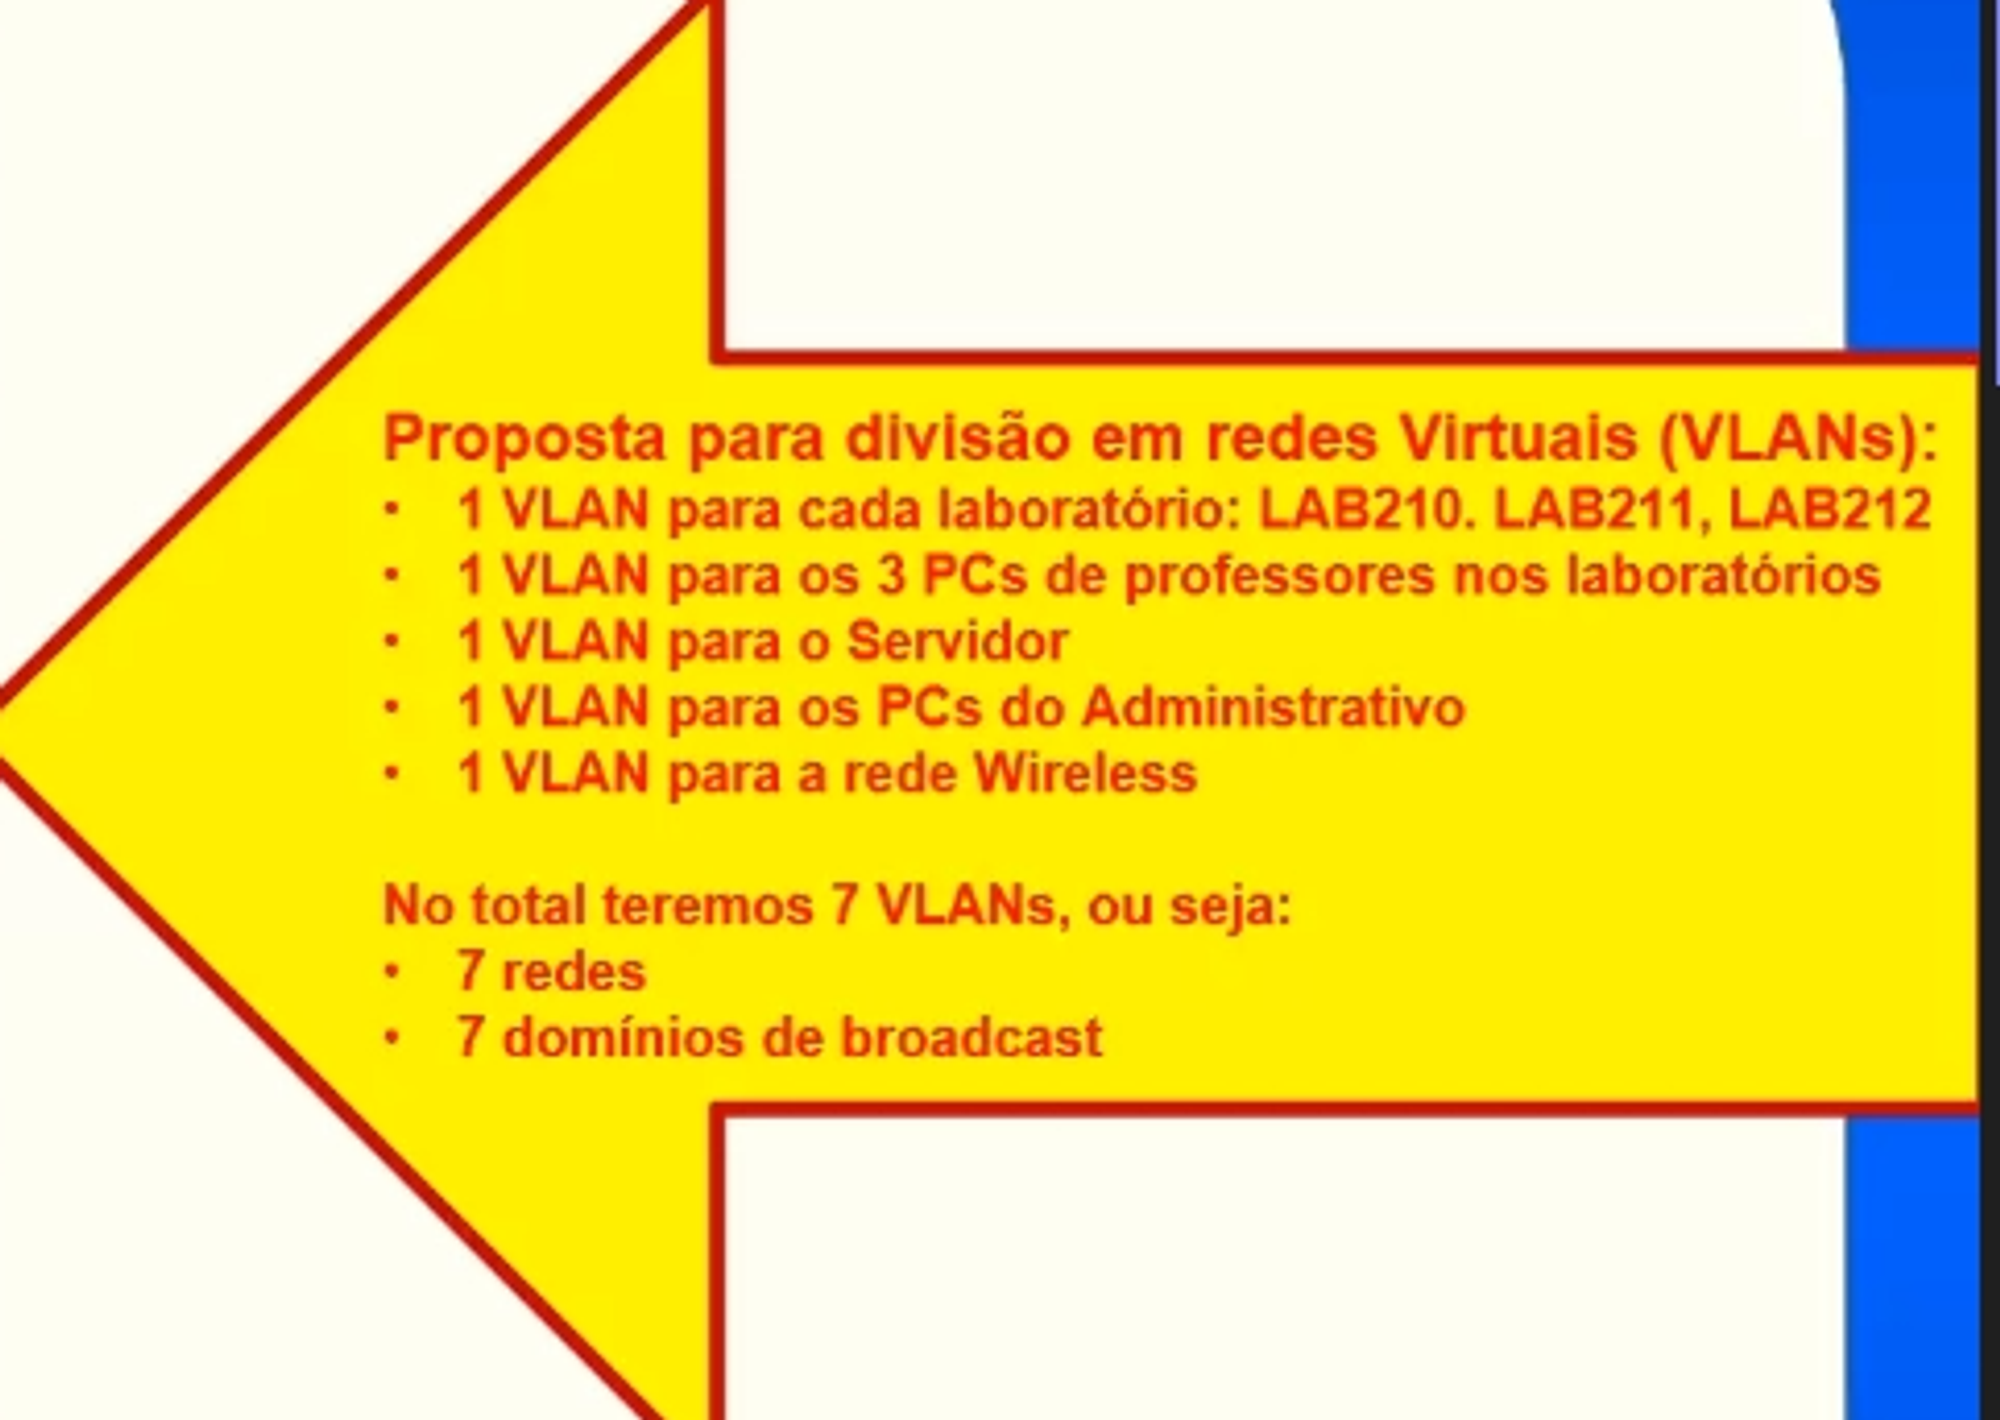 Proposta para divisão em redes Virtuais (VLANs):
• 1 VLAN para cada laboratório: LAB210. LAB211, LAB212
• 1 VLAN para os 3 PCs de professores nos laboratórios
• 1 VLAN para o Servidor
• 1 VLAN para os PCs do Administrativo
• 1 VLAN para a rede Wireless
No total teremos 7 VLANs, ou seja:
• 7 redes
• 7 domínios de broadcast